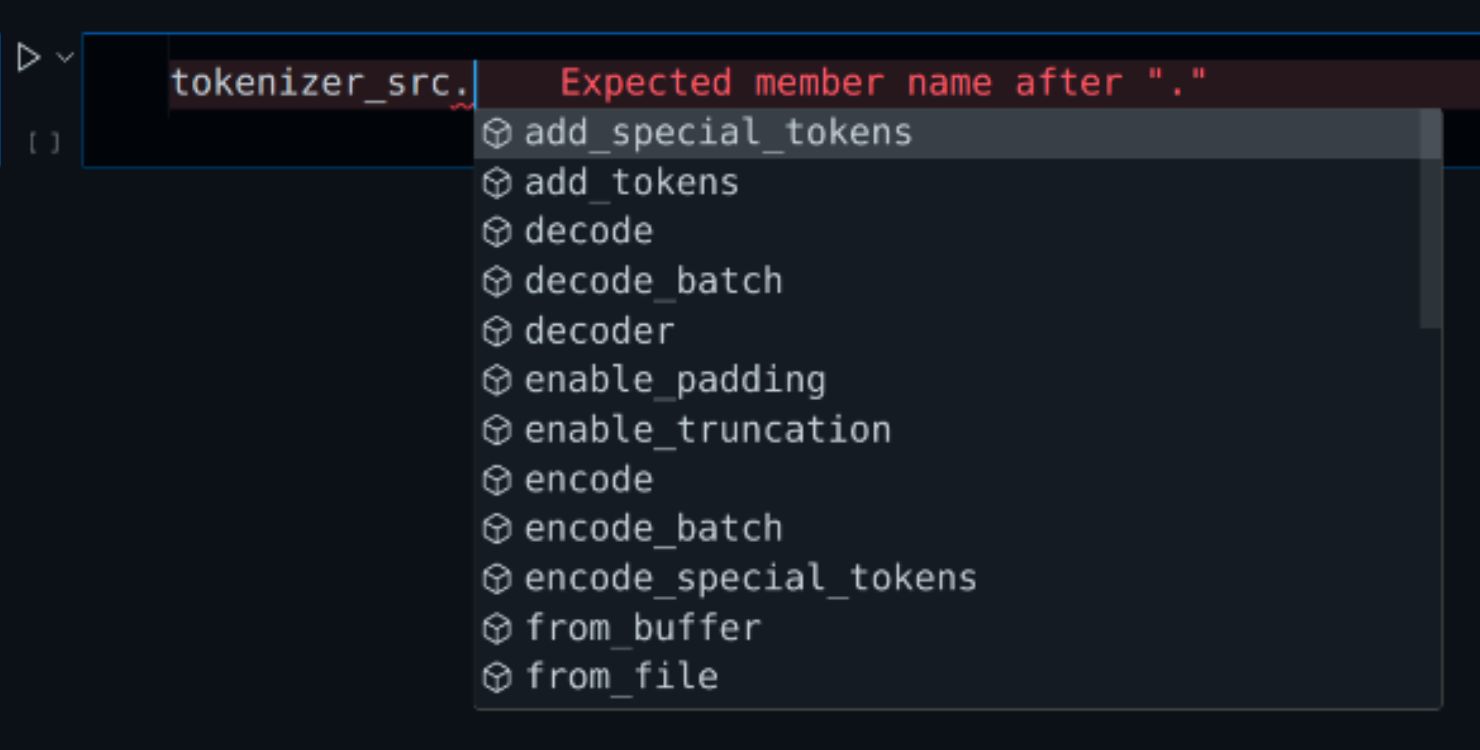 tokenizer_src. Expected member name after "."
[ ]
add_special_tokens
add_tokens
decode
decode_batch
decoder
enable_padding
enable_truncation
encode
encode_batch
encode_special_tokens
from_buffer
from_file